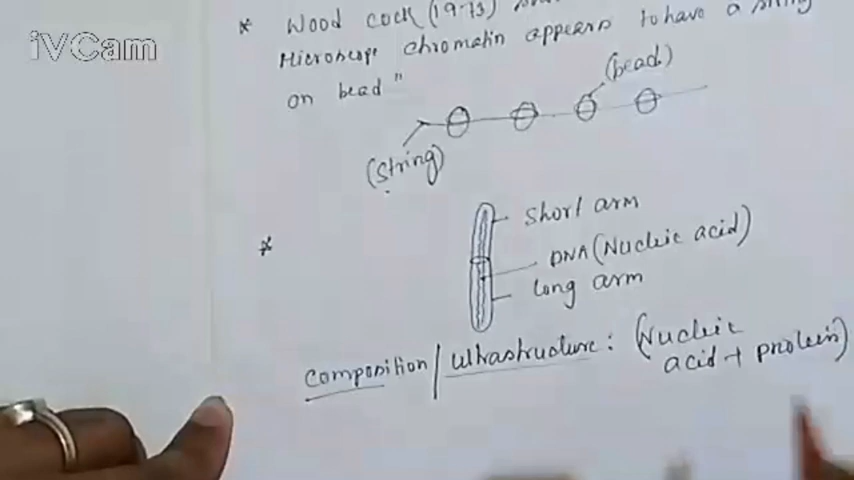 iVCam
* Wood cock (1973)
Microscope chromatin appears to have a string
on bead"
(bead)
(string)
*
short arm
DNA (Nucleic acid)
long arm
composition / ultrastructure : (Nucleic
acid + protein)